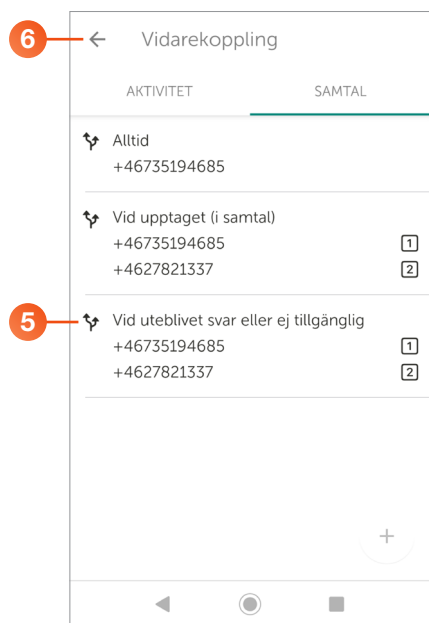 6
Vidarekoppling
AKTIVITET SAMTAL
Alltid
+46735194685
Vid upptaget (i samtal)
+46735194685 1
+4627821337 2
5
Vid uteblivet svar eller ej tillgänglig
+46735194685 1
+4627821337 2
+